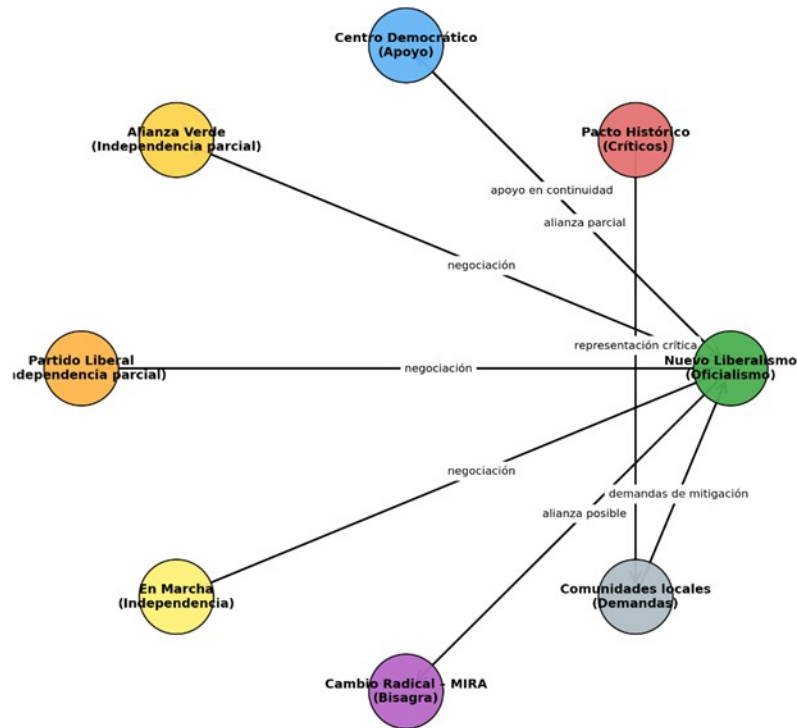 Centro Democrático
(Apoyo)
Alianza Verde
(Independencia parcial)
Pacto Histórico
(Críticos)
apoyo en continuidad
alianza parcial
negociación
representación crítica
Partido Liberal
ndependencia parcial)
negociación
Nuevo Liberalismo
(Oficialismo)
negociación
demandas de mitigación
alianza posible
En Marcha
(Independencia)
Comunidades locales
(Demandas)
Cambio Radical – MIRA
(Bisagra)